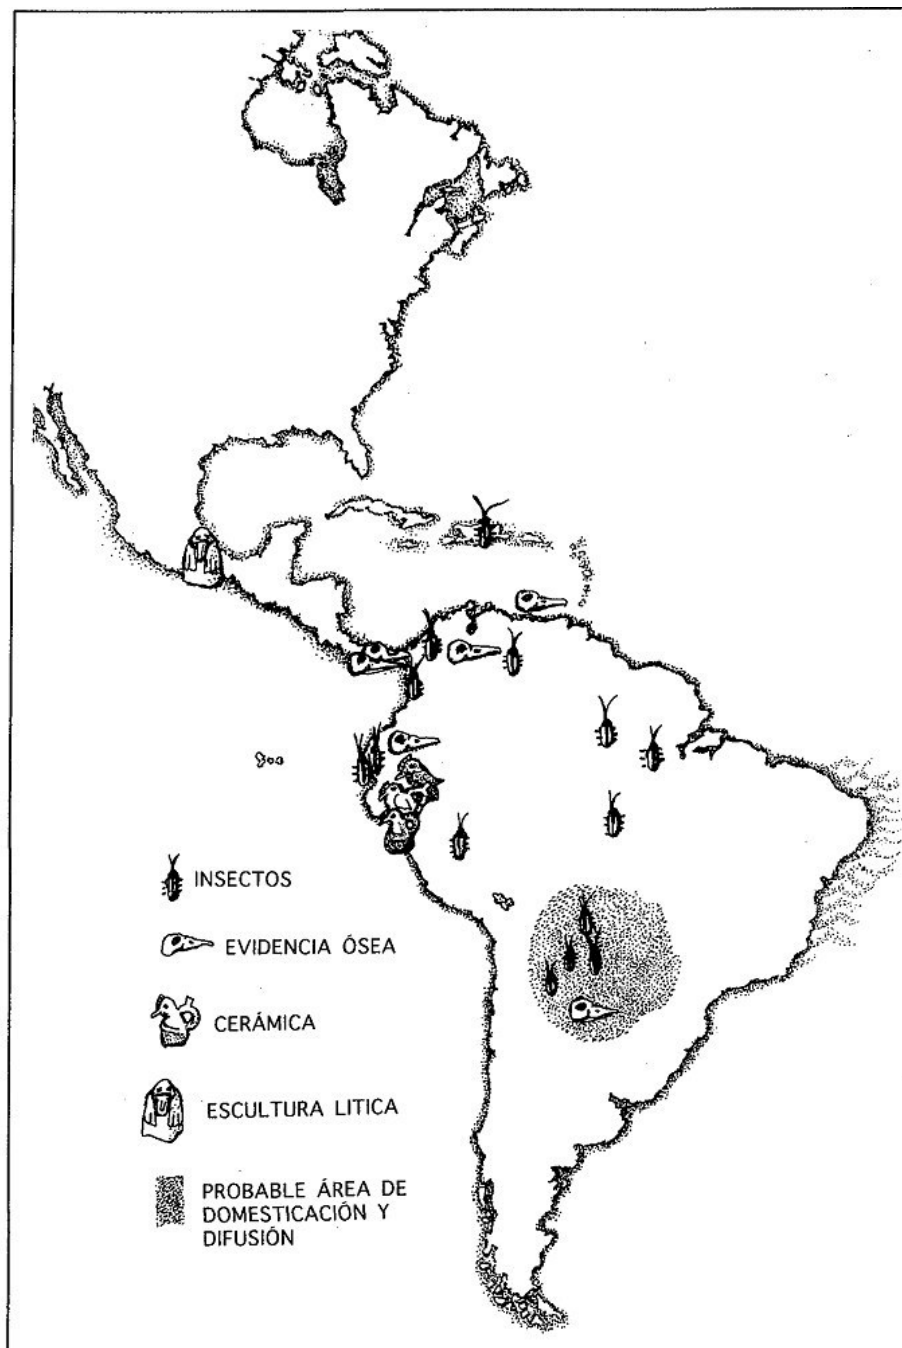 INSECTOS
EVIDENCIA ÓSEA
CERÁMICA
ESCULTURA LITICA
PROBABLE ÁREA DE
DOMESTICACIÓN Y
DIFUSIÓN